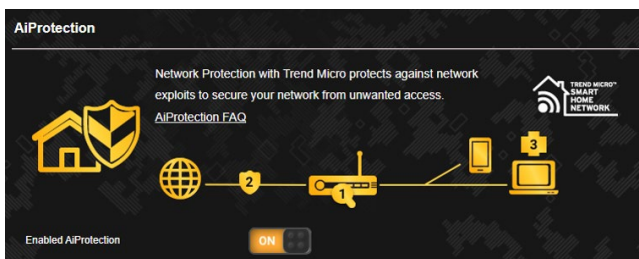 AiProtection
Network Protection with Trend Micro protects against network
exploits to secure your network from unwanted access.
AiProtection FAQ
TREND MICRO™
SMART
HOME
NETWORK
2
1
3
Enabled AiProtection
ON